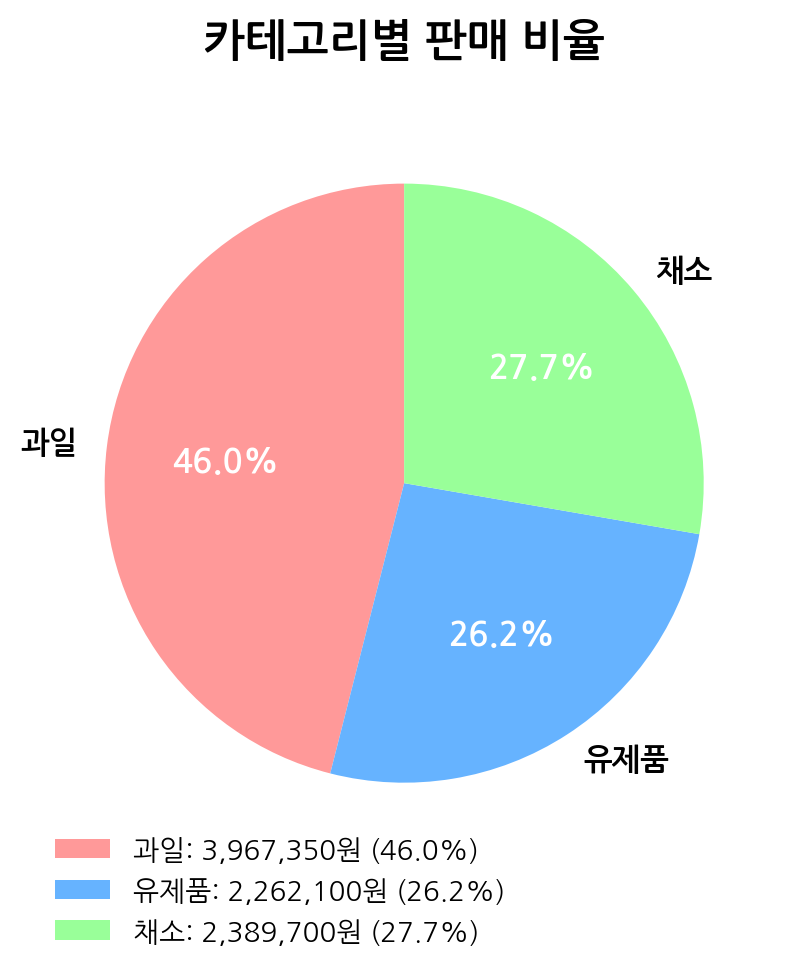 카테고리별 판매 비율
채소
27.7%
과일
46.0%
26.2%
유제품
과일: 3,967,350원 (46.0%)
유제품: 2,262,100원 (26.2%)
채소: 2,389,700원 (27.7%)